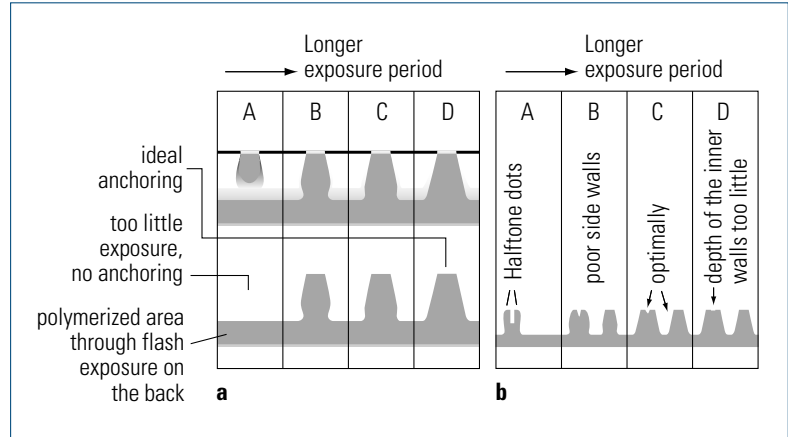 Longer
exposure period
A
B
C
D
ideal
anchoring
too little
exposure,
no anchoring
polymerized area
through flash
exposure on
the back
a
Longer
exposure period
A
B
C
D
Halftone dots
poor side walls
optimally
depth of the inner
walls too little
b